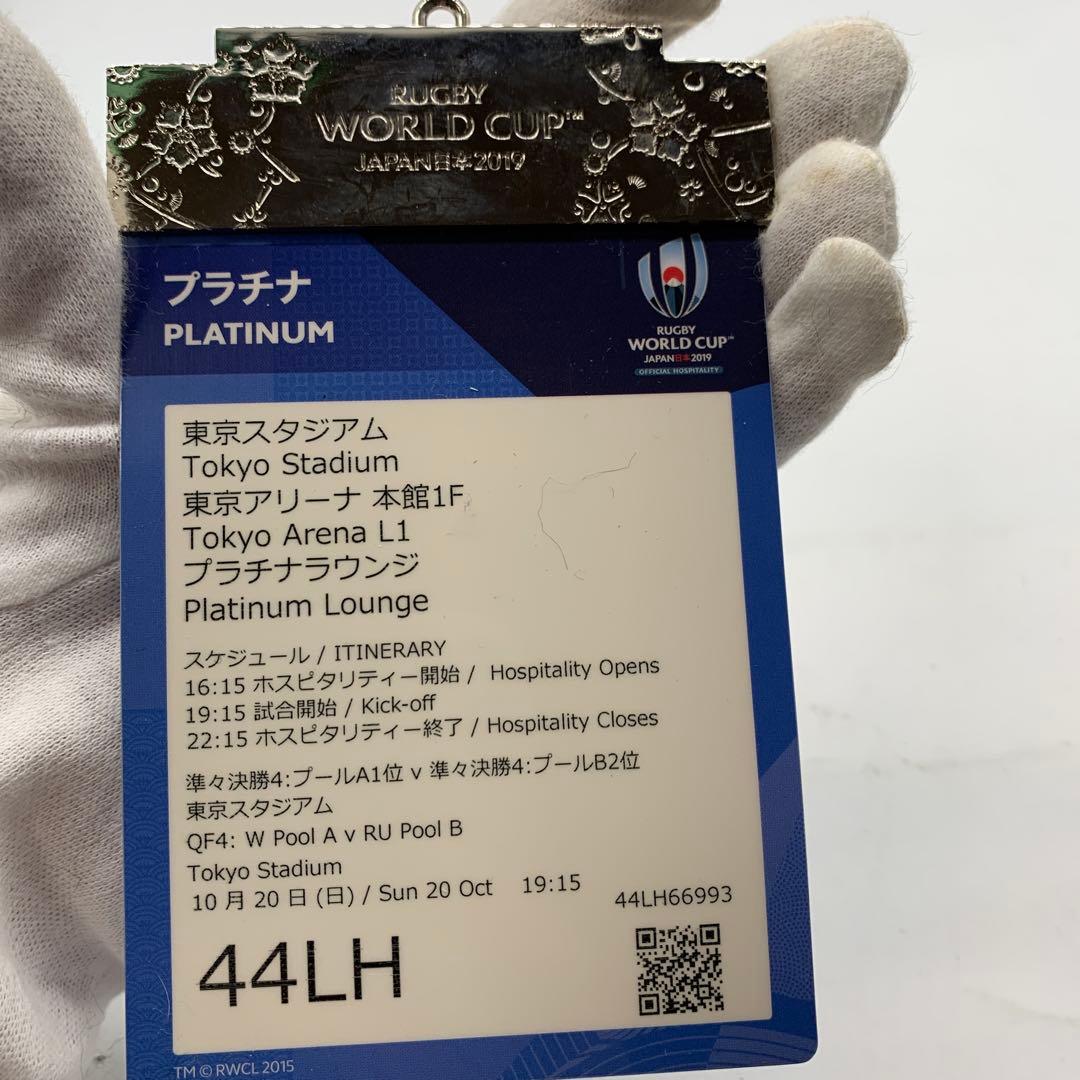 RUGBY
WORLD CUP™
JAPAN日本2019
プラチナ
PLATINUM
RUGBY
WORLD CUP™
JAPAN日本2019
OFFICIAL HOSPITALITY
東京スタジアム
Tokyo Stadium
東京アリーナ 本館1F
Tokyo Arena L1
プラチナラウンジ
Platinum Lounge
スケジュール / ITINERARY
16:15 ホスピタリティー開始 / Hospitality Opens
19:15 試合開始 / Kick-off
22:15 ホスピタリティー終了 / Hospitality Closes
準々決勝4:プールA1位 v 準々決勝4:プールB2位
東京スタジアム
QF4: W Pool A v RU Pool B
Tokyo Stadium
10 月 20 日 (日) / Sun 20 Oct 19:15
44LH66993
44LH
TM © RWCL 2015